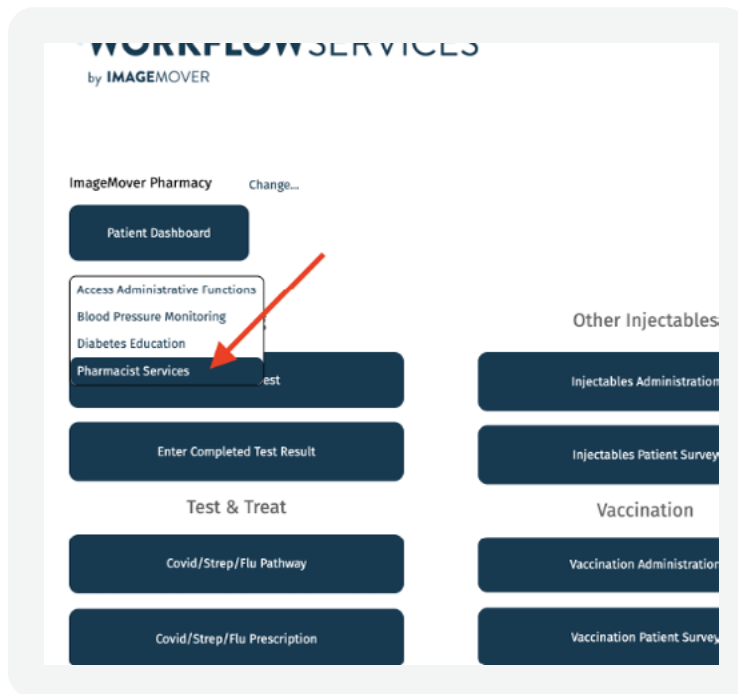 WORKFLOWSERVICES
by IMAGEMOVER
ImageMover Pharmacy
Change...
Patient Dashboard
Access Administrative Functions
Blood Pressure Monitoring
Diabetes Education
Pharmacist Services
est
Enter Completed Test Result
Test & Treat
Covid/Strep/Flu Pathway
Covid/Strep/Flu Prescription
Other Injectables
Injectables Administration
Injectables Patient Survey
Vaccination
Vaccination Administration
Vaccination Patient Survey